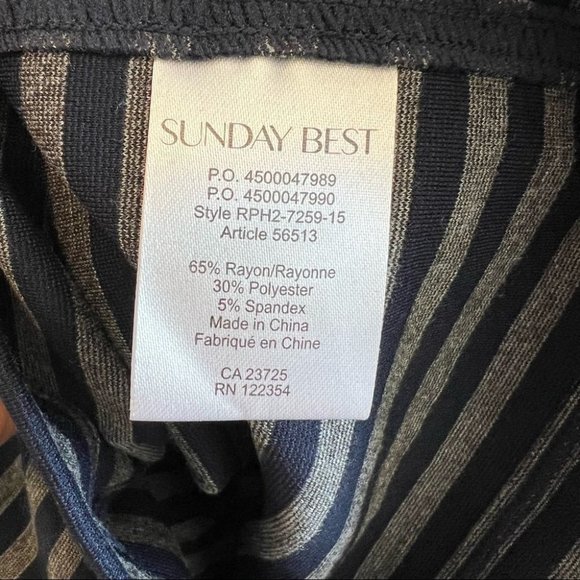 SUNDAY BEST
P.O. 4500047989
P.O. 4500047990
Style RPH2-7259-15
Article 56513
65% Rayon/Rayonne
30% Polyester
5% Spandex
Made in China
Fabriqué en Chine
CA 23725
RN 122354